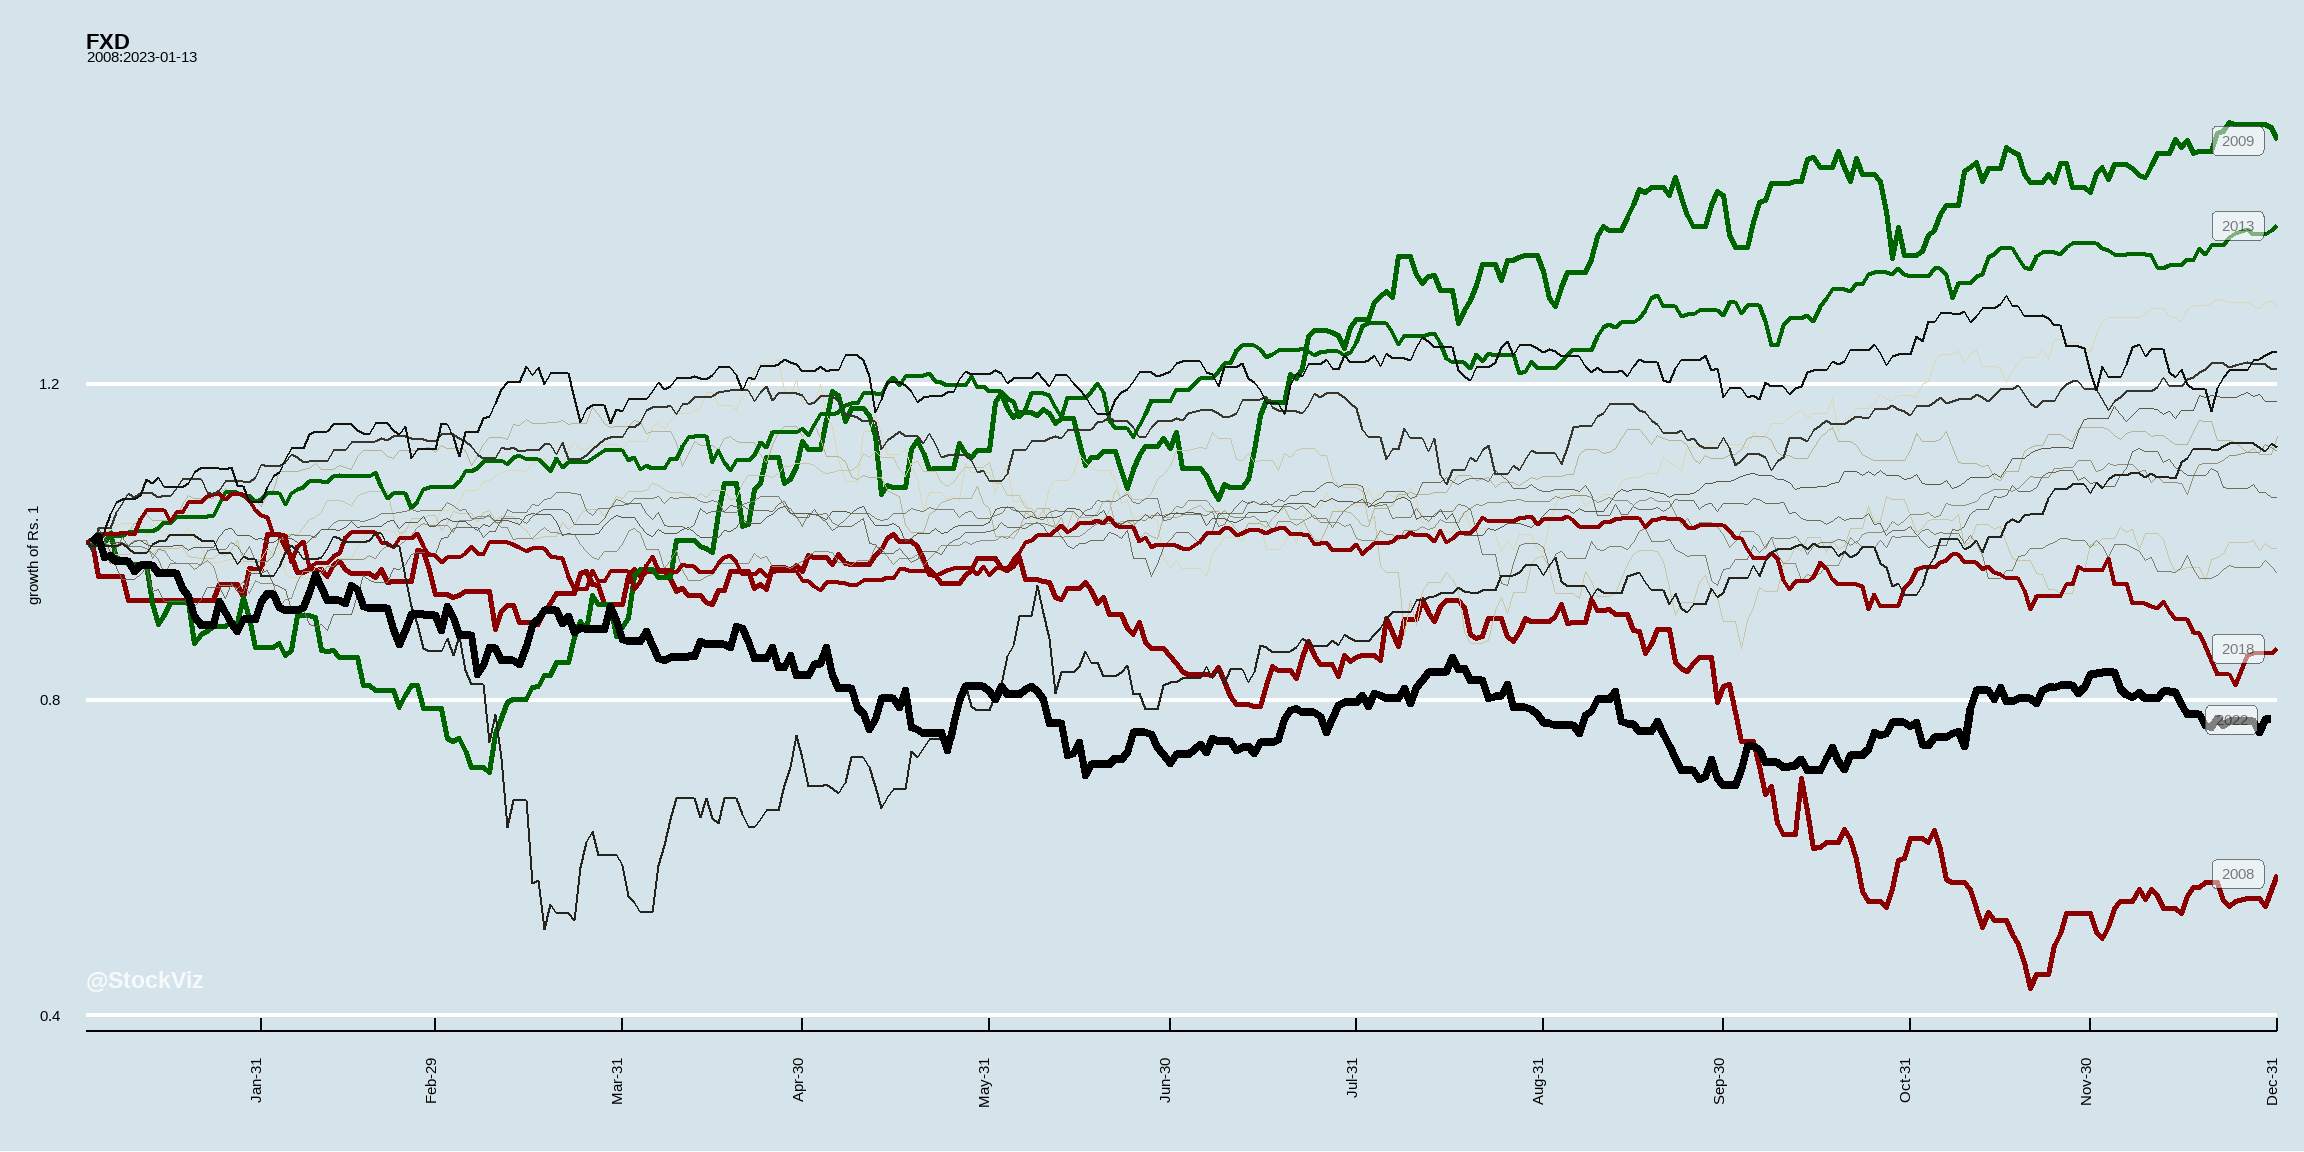 FXD
2008:2023-01-13
2009
2013
1.2
growth of Rs. 1
2018
0.8
2022
2008
@StockViz
0.4
Jan-31
Feb-29
Mar-31
Apr-30
May-31
Jun-30
Jul-31
Aug-31
Sep-30
Oct-31
Nov-30
Dec-31